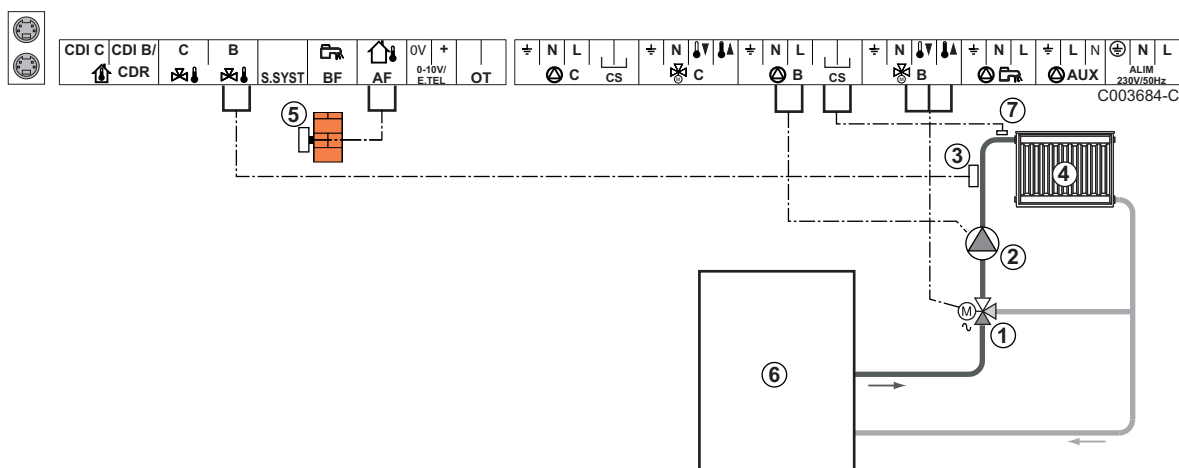 CDI C CDI B/ C B 0V + N L N N L N N L L N N L
CDR S.SYST BF AF 0-10V/ OT C CS C B CS B AUX ALIM
E.TEL 230V/50Hz
M M
C003684-C
5
7
3
4
2
M
1
6